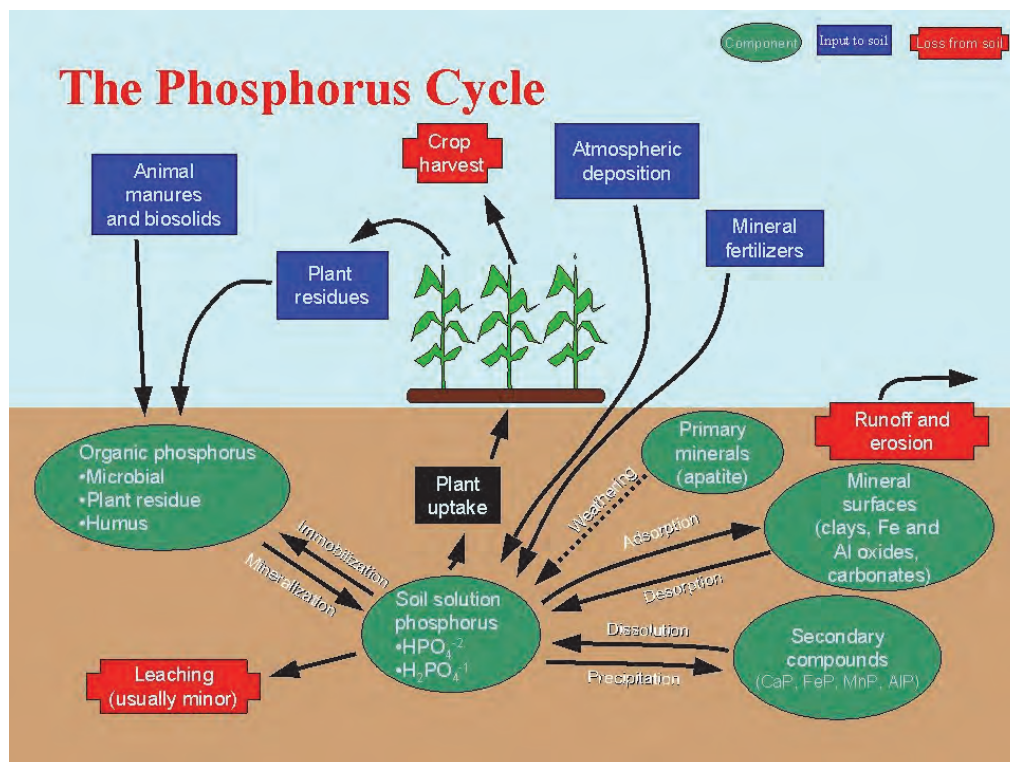 Component
Input to soil
Loss from soil
The Phosphorus Cycle
Crop
harvest
Atmospheric
deposition
Animal
manures
and biosolids
Mineral
fertilizers
Plant
residues
Runoff and
erosion
Primary
minerals
(apatite)
Organic phosphorus
•Microbial
•Plant residue
•Humus
Plant
uptake
Weathering
Mineral
surfaces
(clays, Fe and
Al oxides,
carbonates)
Adsorption
Desorption
Immobilization
Mineralization
Soil solution
phosphorus
•HPO₄⁻²
•H₂PO₄⁻¹
Dissolution
Precipitation
Secondary
compounds
(CaP, FeP, MnP, AlP)
Leaching
(usually minor)